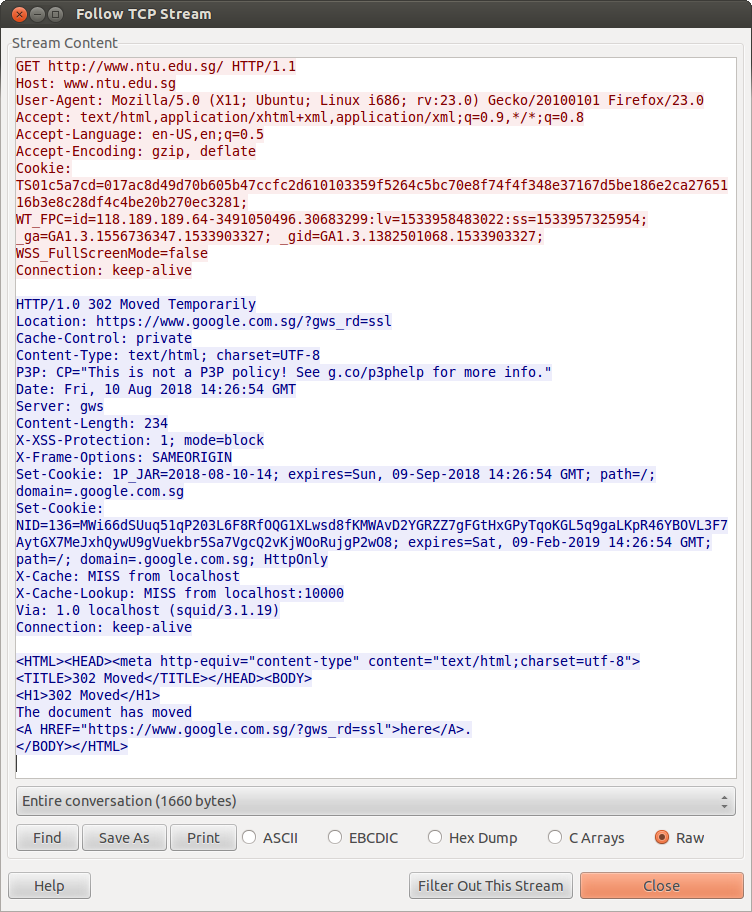 Follow TCP Stream
Stream Content
GET http://www.ntu.edu.sg/ HTTP/1.1
Host: www.ntu.edu.sg
User-Agent: Mozilla/5.0 (X11; Ubuntu; Linux i686; rv:23.0) Gecko/20100101 Firefox/23.0
Accept: text/html,application/xhtml+xml,application/xml;q=0.9,*/*;q=0.8
Accept-Language: en-US,en;q=0.5
Accept-Encoding: gzip, deflate
Cookie:
TS01c5a7cd=017ac8d49d70b605b47ccfc2d610103359f5264c5bc70e8f74f4f348e37167d5be186e2ca27651
16b3e8c28df4c4be20b270ec3281;
WT_FPC=id=118.189.189.64-3491050496.30683299:lv=1533958483022:ss=1533957325954;
_ga=GA1.3.1556736347.1533903327; _gid=GA1.3.1382501068.1533903327;
WSS_FullScreenMode=false
Connection: keep-alive
HTTP/1.0 302 Moved Temporarily
Location: https://www.google.com.sg/?gws_rd=ssl
Cache-Control: private
Content-Type: text/html; charset=UTF-8
P3P: CP="This is not a P3P policy! See g.co/p3phelp for more info."
Date: Fri, 10 Aug 2018 14:26:54 GMT
Server: gws
Content-Length: 234
X-XSS-Protection: 1; mode=block
X-Frame-Options: SAMEORIGIN
Set-Cookie: 1P_JAR=2018-08-10-14; expires=Sun, 09-Sep-2018 14:26:54 GMT; path=/;
domain=.google.com.sg
Set-Cookie:
NID=136=MWi66dSUuq51qP203L6F8RfOQG1XLwsd8fKMWAvD2YGRZZ7gFGtHxGPyTqoKGL5q9gaLKpR46YBOVL3F7
AytGX7MeJxhQywU9gVuekbr5Sa7VgcQ2vKjWOoRujgP2wO8; expires=Sat, 09-Feb-2019 14:26:54 GMT;
path=/; domain=.google.com.sg; HttpOnly
X-Cache: MISS from localhost
X-Cache-Lookup: MISS from localhost:10000
Via: 1.0 localhost (squid/3.1.19)
Connection: keep-alive
<HTML><HEAD><meta http-equiv="content-type" content="text/html;charset=utf-8">
<TITLE>302 Moved</TITLE></HEAD><BODY>
<H1>302 Moved</H1>
The document has moved
<A HREF="https://www.google.com.sg/?gws_rd=ssl">here</A>.
</BODY></HTML>
Entire conversation (1660 bytes)
Find Save As Print ASCII EBCDIC Hex Dump C Arrays Raw
Help Filter Out This Stream Close